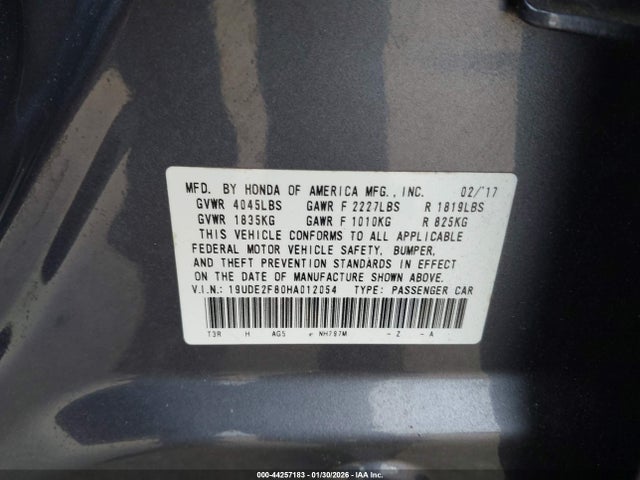 MFD. BY HONDA OF AMERICA MFG., INC. 02/'17
GVWR 4045LBS GAWR F 2227LBS R 1819LBS
GVWR 1835KG GAWR F 1010KG R 825KG
THIS VEHICLE CONFORMS TO ALL APPLICABLE
FEDERAL MOTOR VEHICLE SAFETY, BUMPER,
AND THEFT PREVENTION STANDARDS IN EFFECT
ON THE DATE OF MANUFACTURE SHOWN ABOVE.
V.I.N.: 19UDE2F80HA012054 TYPE: PASSENGER CAR
T3R H AG5 NH797M - Z - A
000-44257183 | 01/30/2026 | IAA Inc.